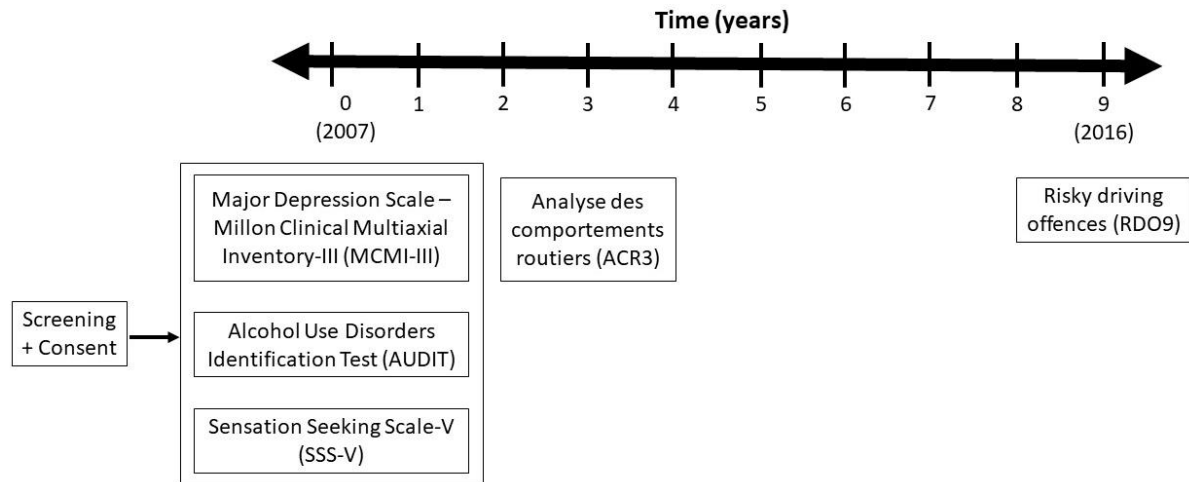 Time (years)
0 1 2 3 4 5 6 7 8 9
(2007) (2016)
Screening
+ Consent
Major Depression Scale –
Millon Clinical Multiaxial
Inventory-III (MCMI-III)
Alcohol Use Disorders
Identification Test (AUDIT)
Sensation Seeking Scale-V
(SSS-V)
Analyse des
comportements
routiers (ACR3)
Risky driving
offences (RDO9)